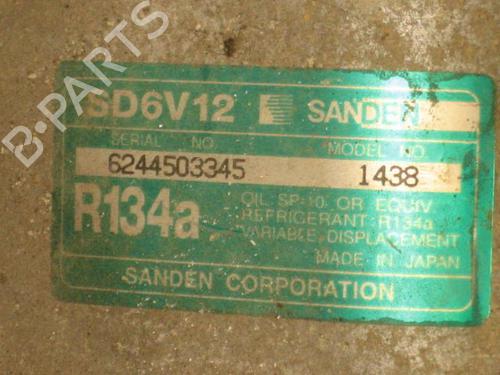 SD6V12 SANDEN
SERIAL NO MODEL NO
6244503345 1438
R134a
OIL SP-10 OR EQUIV
REFRIGERANT R134a
VARIABLE DISPLACEMENT
MADE IN JAPAN
SANDEN CORPORATION
B-PARTS